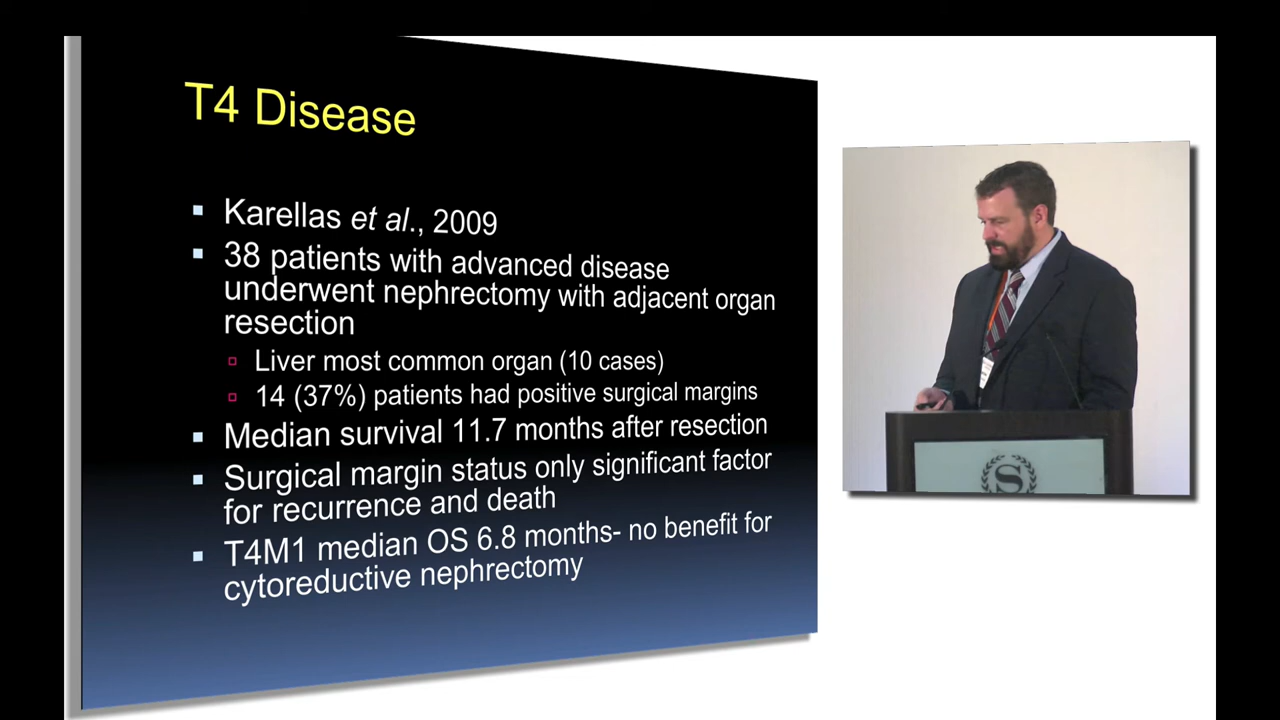 T4 Disease
Karellas et al., 2009
38 patients with advanced disease
underwent nephrectomy with adjacent organ
resection
Liver most common organ (10 cases)
14 (37%) patients had positive surgical margins
Median survival 11.7 months after resection
Surgical margin status only significant factor
for recurrence and death
T4M1 median OS 6.8 months- no benefit for
cytoreductive nephrectomy
S